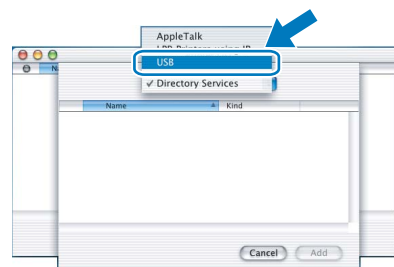 AppleTalk
USB
✓ Directory Services
Name Kind
Cancel Add